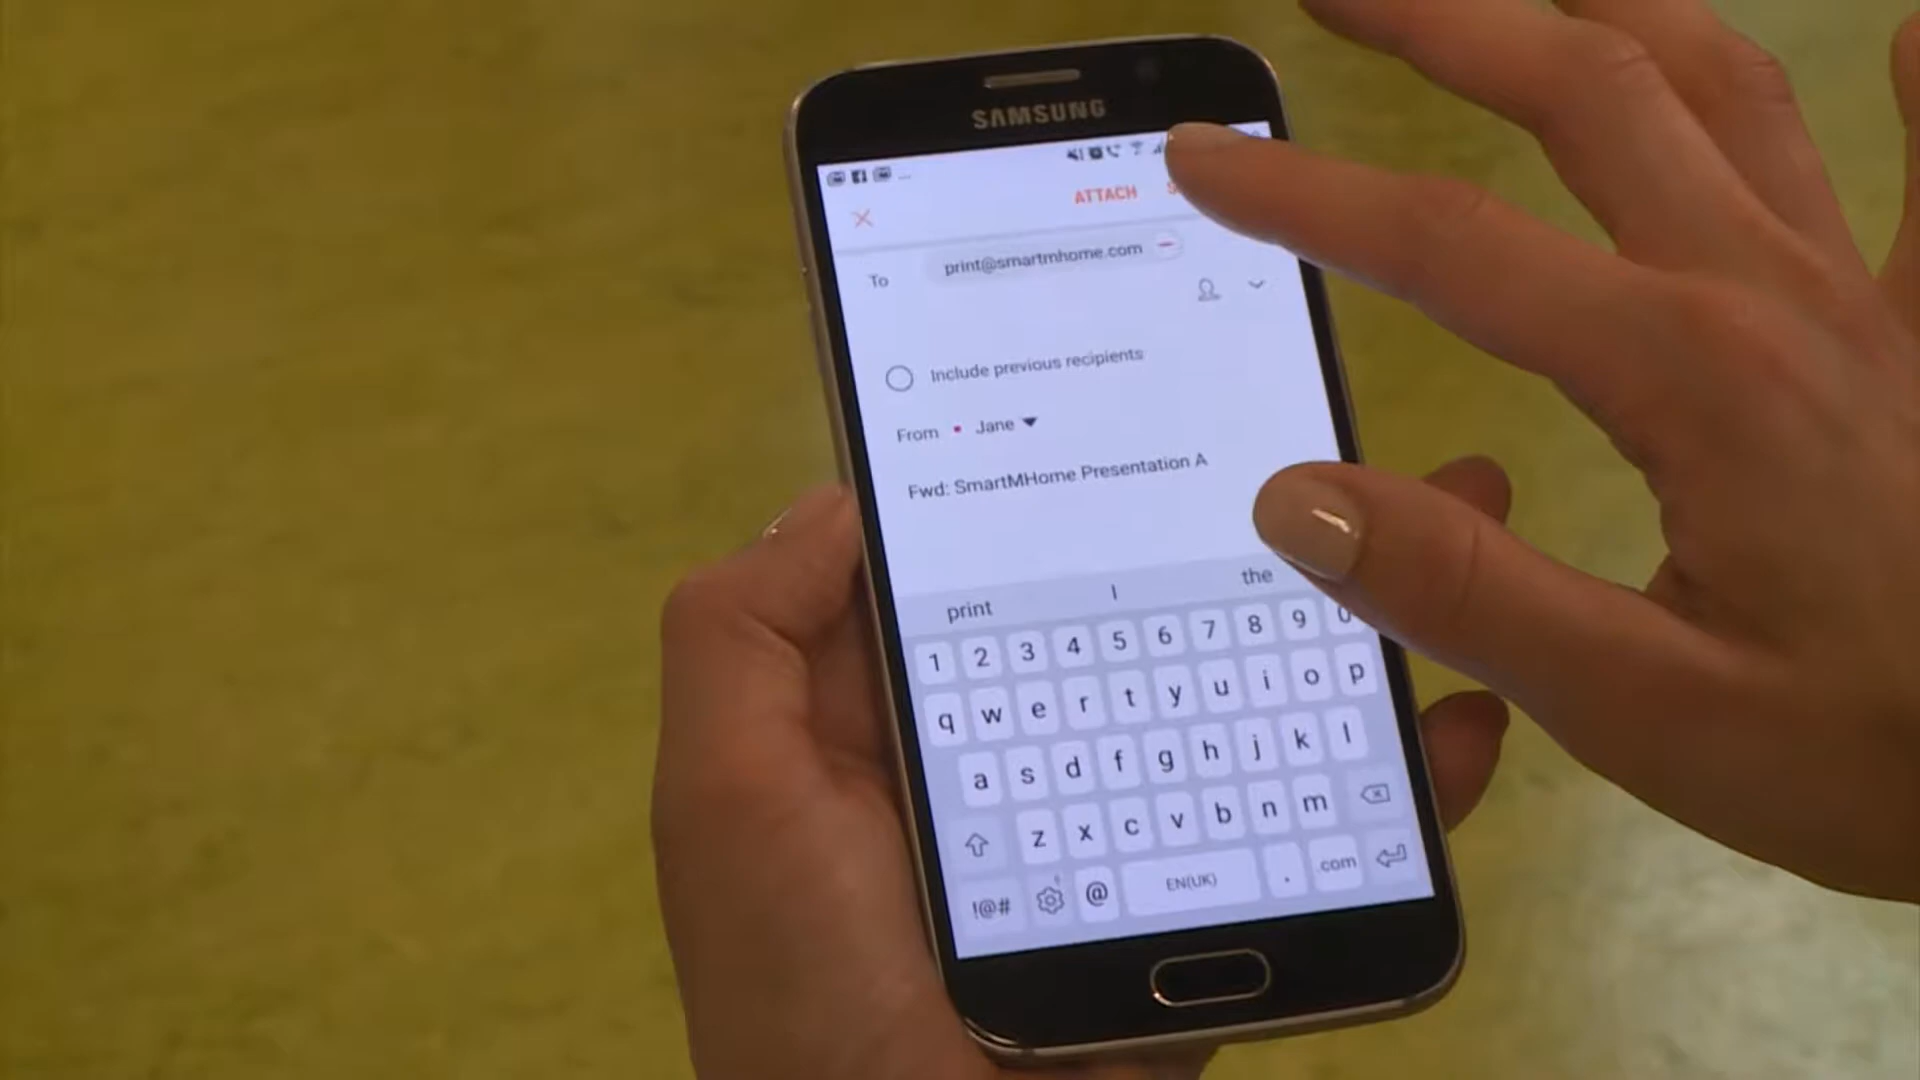 SAMSUNG
ATTACH
To print@smartmhome.com
Include previous recipients
From Jane
Fwd: SmartMHome Presentation A
print I the
1 2 3 4 5 6 7 8 9 0
q w e r t y u i o p
a s d f g h j k l
z x c v b n m
!@# @ EN(UK) . .com